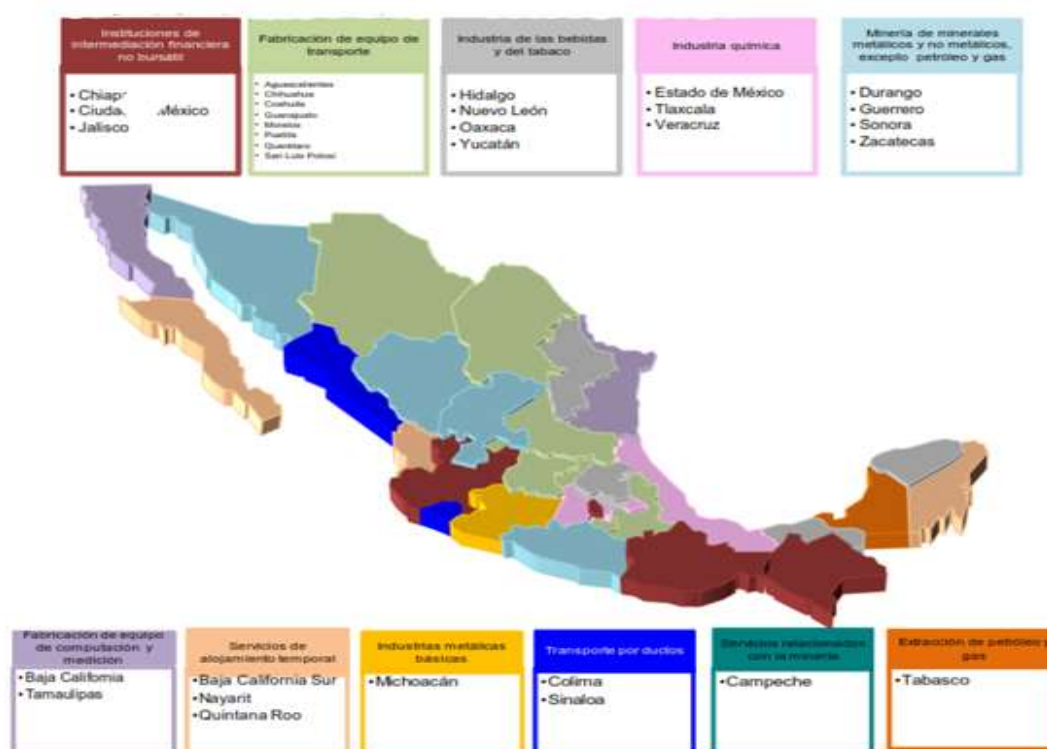 Instituciones de
intermediación financiera
no bursátil
• Chiap
• Ciuda México
• Jalisco
Fabricación de equipo de
transporte
• Aguascalientes
• Chihuahua
• Coahuila
• Guanajuato
• Morelos
• Puebla
• Querétaro
• San Luis Potosí
Industria de las bebidas
y del tabaco
• Hidalgo
• Nuevo León
• Oaxaca
• Yucatán
Industria química
• Estado de México
• Tlaxcala
• Veracruz
Minería de minerales
metálicos y no metálicos,
excepto petróleo y gas
• Durango
• Guerrero
• Sonora
• Zacatecas
Fabricación de equipo
de computación y
medición
• Baja California
• Tamaulipas
Servicios de
alojamiento temporal
• Baja California Sur
• Nayarit
• Quintana Roo
Industrias metálicas
básicas
• Michoacán
Transporte por ductos
• Colima
• Sinaloa
Servicios relacionados
con la minería
• Campeche
Extracción de petróleo y
gas
• Tabasco